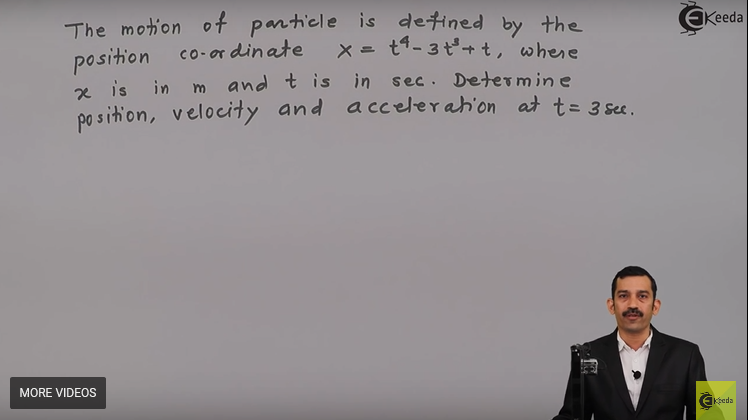 Ekeeda
The motion of particle is defined by the
position co-ordinate x = t⁴ - 3t³ + t, where
x is in m and t is in sec. Determine
position, velocity and acceleration at t = 3 sec.
MORE VIDEOS
Ekeeda